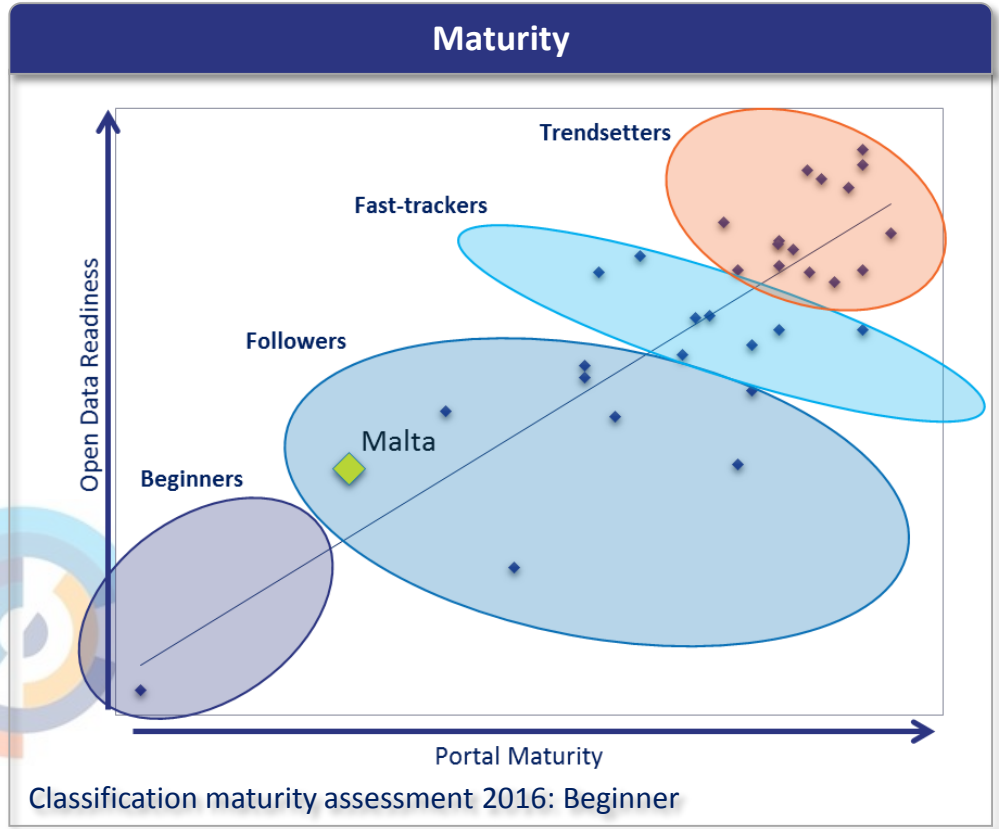 Maturity
Trendsetters
Fast-trackers
Followers
Malta
Beginners
Open Data Readiness
Portal Maturity
Classification maturity assessment 2016: Beginner